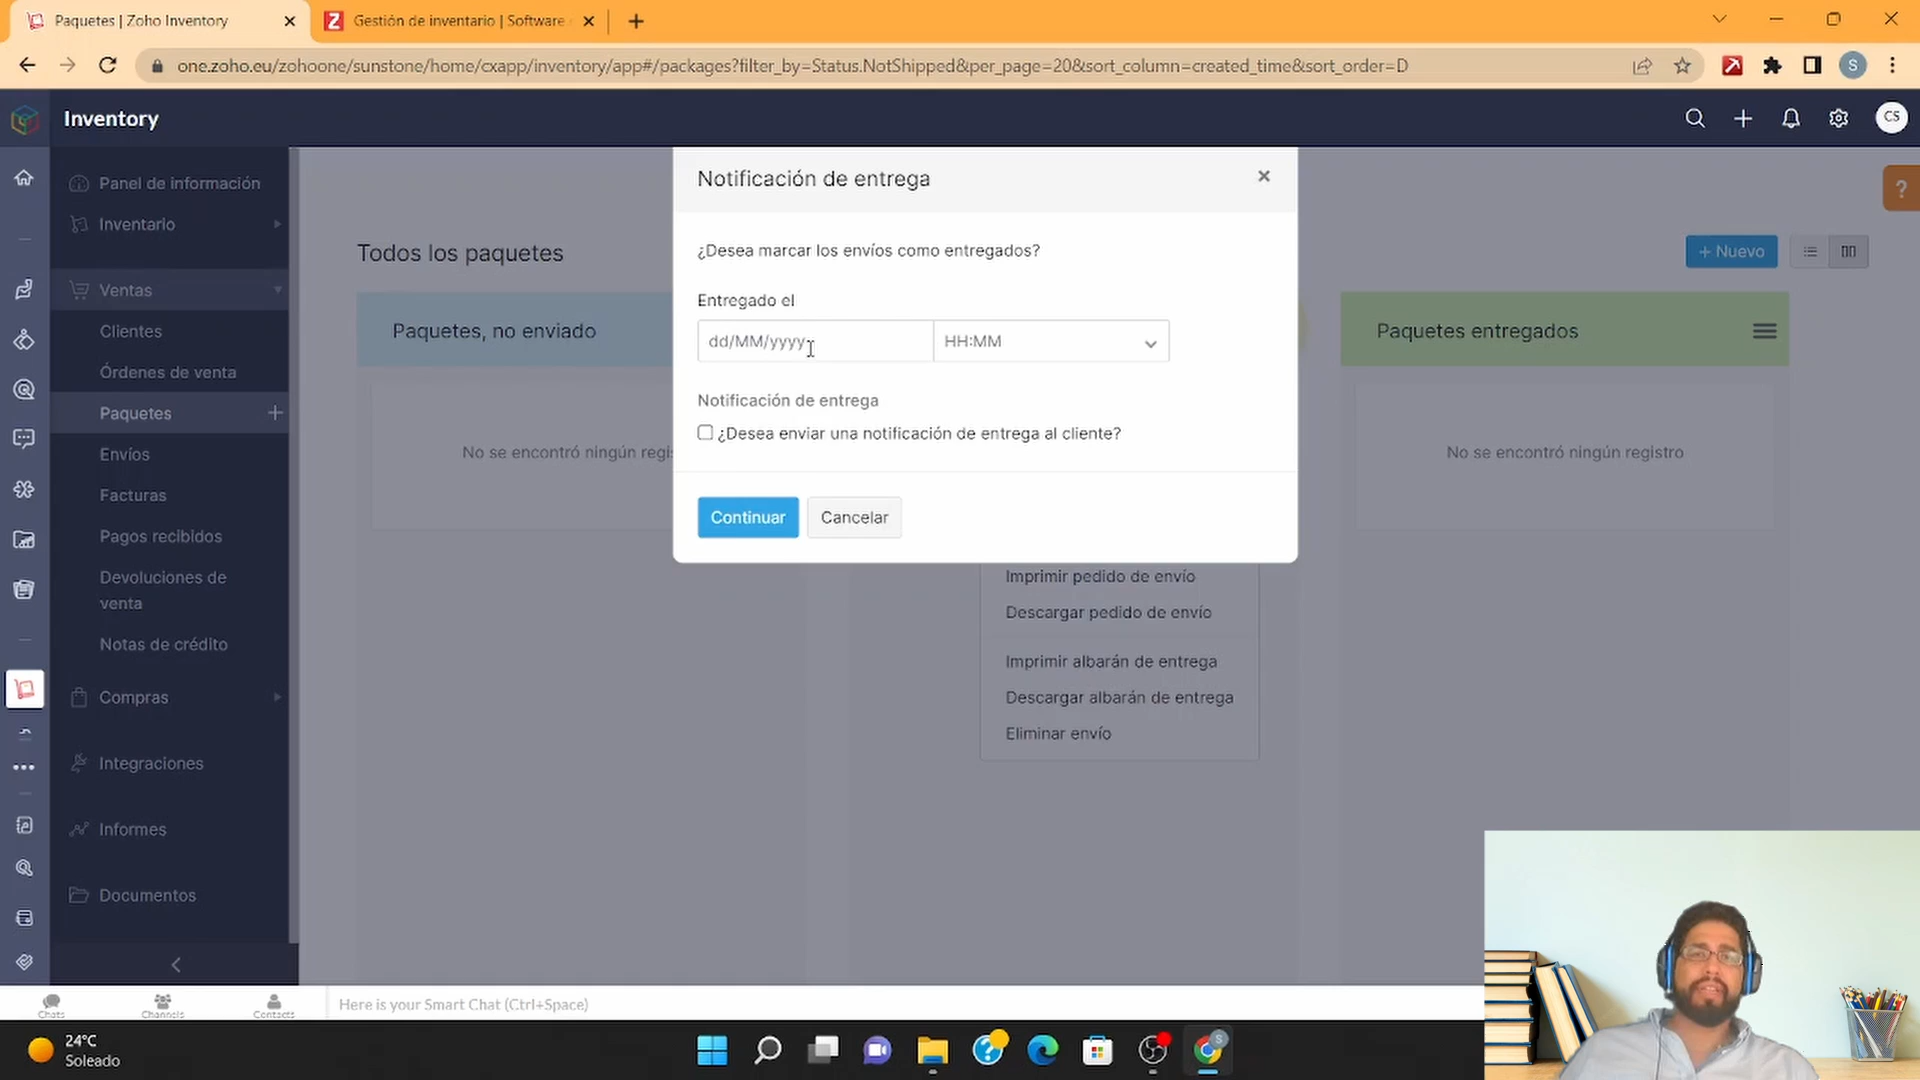 Paquetes | Zoho Inventory
Gestión de inventario | Software
one.zoho.eu/zohoone/sunstone/home/cxapp/inventory/app#/packages?filter_by=Status.NotShipped&per_page=20&sort_column=created_time&sort_order=D
S
Inventory
CS
Panel de información
Inventario
Ventas
Clientes
Órdenes de venta
Paquetes
Envíos
Facturas
Pagos recibidos
Devoluciones de
venta
Notas de crédito
Compras
Integraciones
Informes
Documentos
Todos los paquetes
+ Nuevo
?
Paquetes, no enviado
No se encontró ningún regis
Paquetes entregados
No se encontró ningún registro
Notificación de entrega
¿Desea marcar los envíos como entregados?
Entregado el
dd/MM/yyyy
HH:MM
Notificación de entrega
¿Desea enviar una notificación de entrega al cliente?
Continuar
Cancelar
Imprimir pedido de envío
Descargar pedido de envío
Imprimir albarán de entrega
Descargar albarán de entrega
Eliminar envío
Chats
Channels
Contacts
Here is your Smart Chat (Ctrl+Space)
24°C
Soleado
S